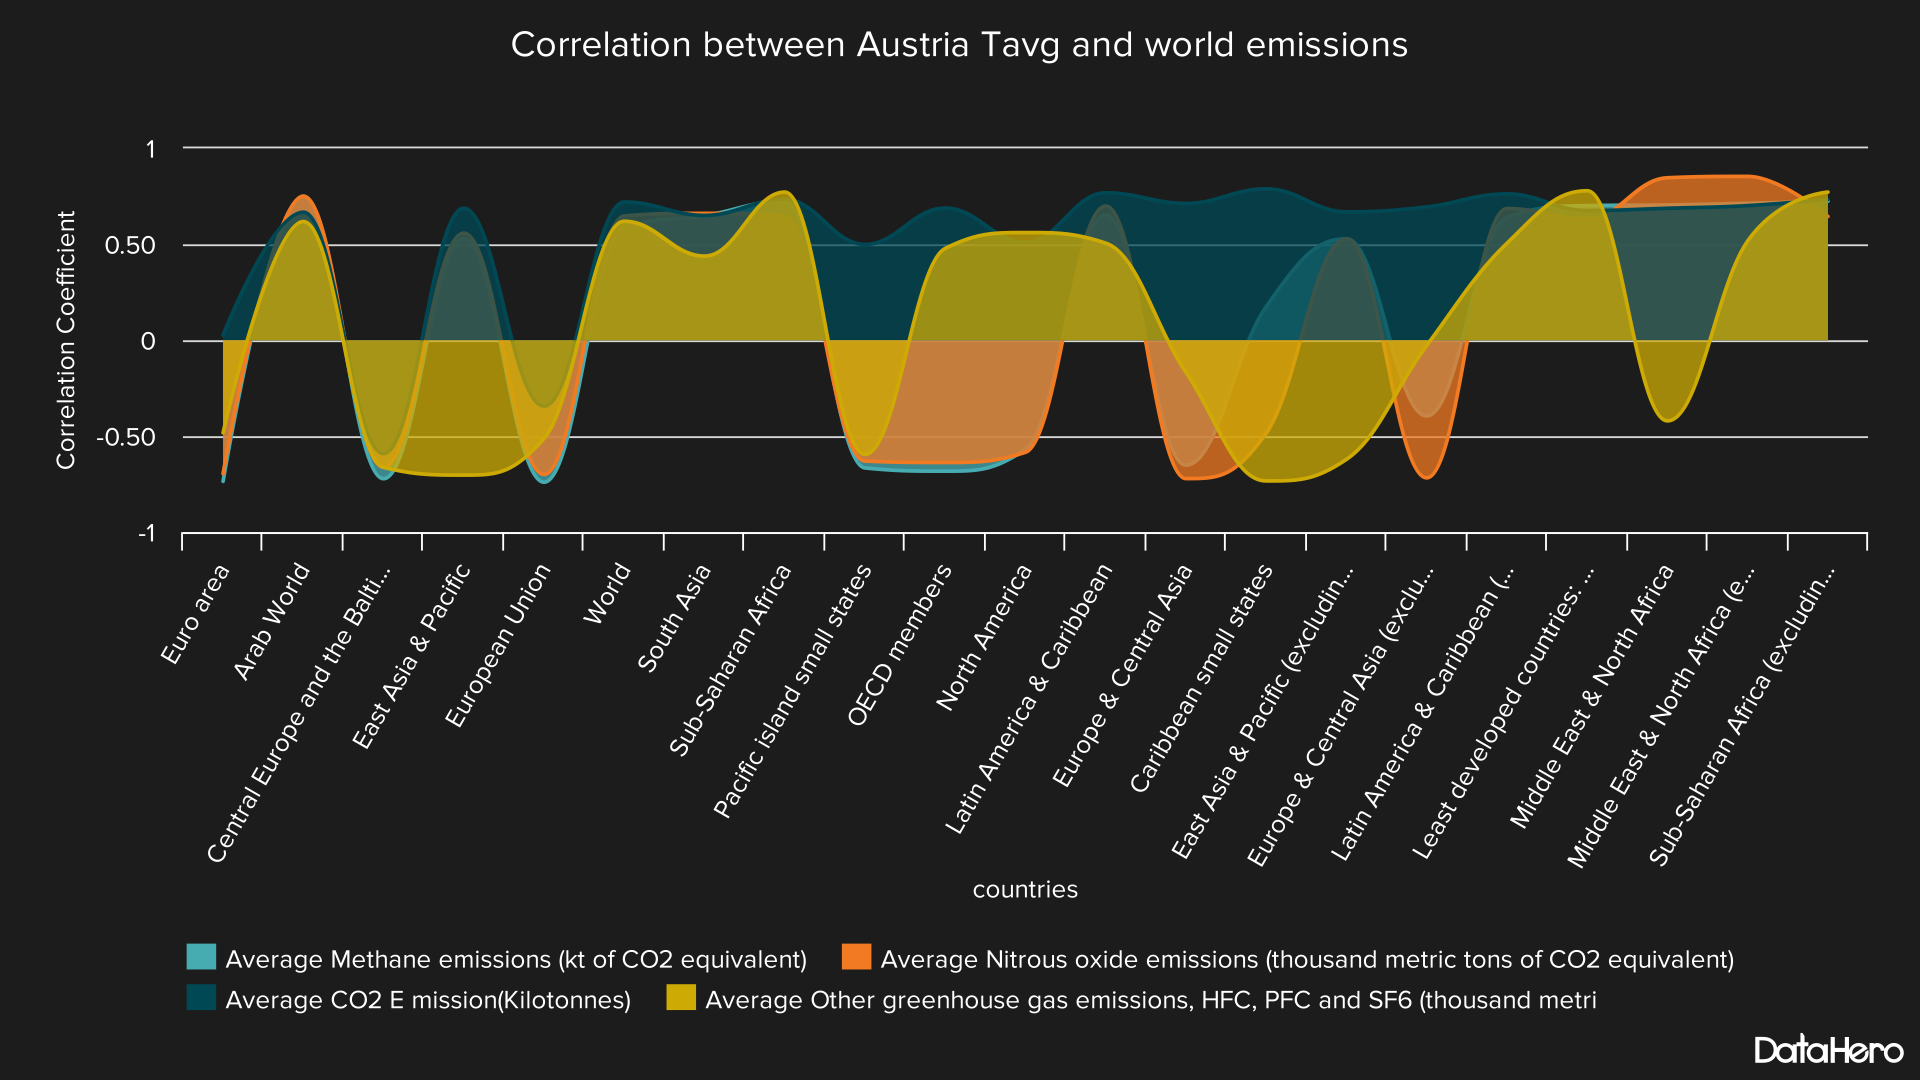 Correlation between Austria Tavg and world emissions
Correlation Coefficient
1
0.50
0
-0.50
-1
Euro area
Arab World
Central Europe and the Balti...
East Asia & Pacific
European Union
World
South Asia
Sub-Saharan Africa
Pacific island small states
OECD members
North America
Latin America & Caribbean
Europe & Central Asia
Caribbean small states
East Asia & Pacific (excludin...
Europe & Central Asia (exclu...
Latin America & Caribbean (...
Least developed countries: ...
Middle East & North Africa
Middle East & North Africa (e...
Sub-Saharan Africa (excludin...
countries
Average Methane emissions (kt of CO2 equivalent) Average Nitrous oxide emissions (thousand metric tons of CO2 equivalent)
Average CO2 E mission(Kilotonnes) Average Other greenhouse gas emissions, HFC, PFC and SF6 (thousand metri
DataHero